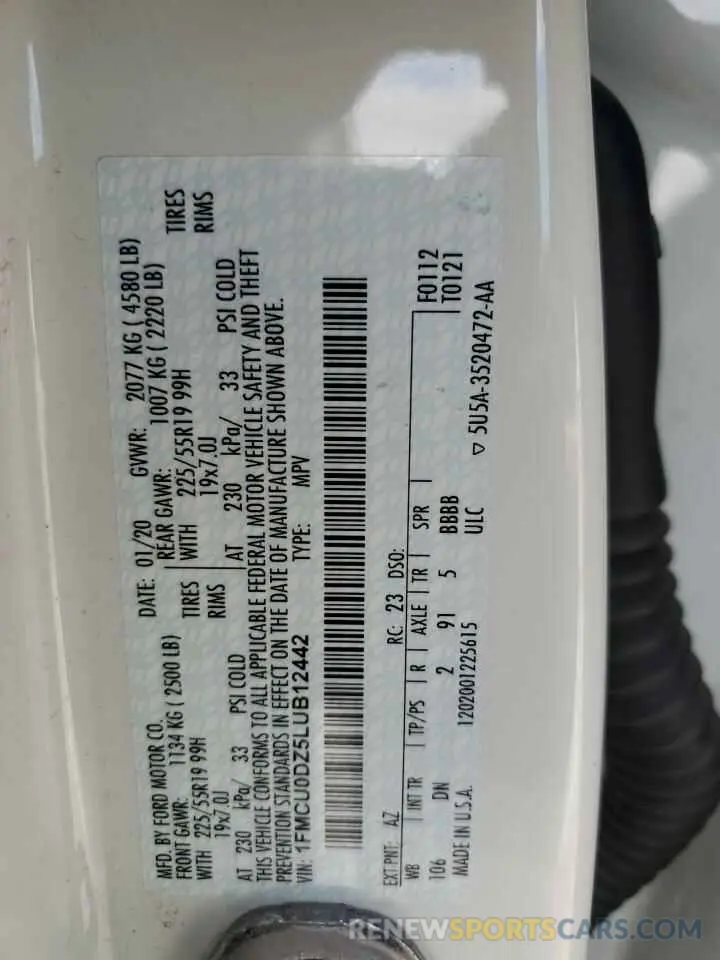 MFD. BY FORD MOTOR CO. DATE: 01/20 GVWR: 2077 KG ( 4580 LB)
FRONT GAWR: 1134 KG ( 2500 LB) REAR GAWR: 1007 KG ( 2220 LB)
WITH 225/55R19 99H TIRES WITH 225/55R19 99H TIRES
19x7.0J RIMS 19x7.0J RIMS
AT 230 kPa/ 33 PSI COLD AT 230 kPa/ 33 PSI COLD
THIS VEHICLE CONFORMS TO ALL APPLICABLE FEDERAL MOTOR VEHICLE SAFETY AND THEFT
PREVENTION STANDARDS IN EFFECT ON THE DATE OF MANUFACTURE SHOWN ABOVE.
VIN: 1FMCU0DZ5LUB12442 TYPE: MPV
EXT PNT: AZ RC: 23 DSO:
WB INT TR TP/PS R AXLE TR SPR F0112
106 DN 2 91 5 BBBB T0121
MADE IN U.S.A. 1202001225615 ULC
▽ 5U5A-3520472-AA
RENEWSPORTSCARS.COM